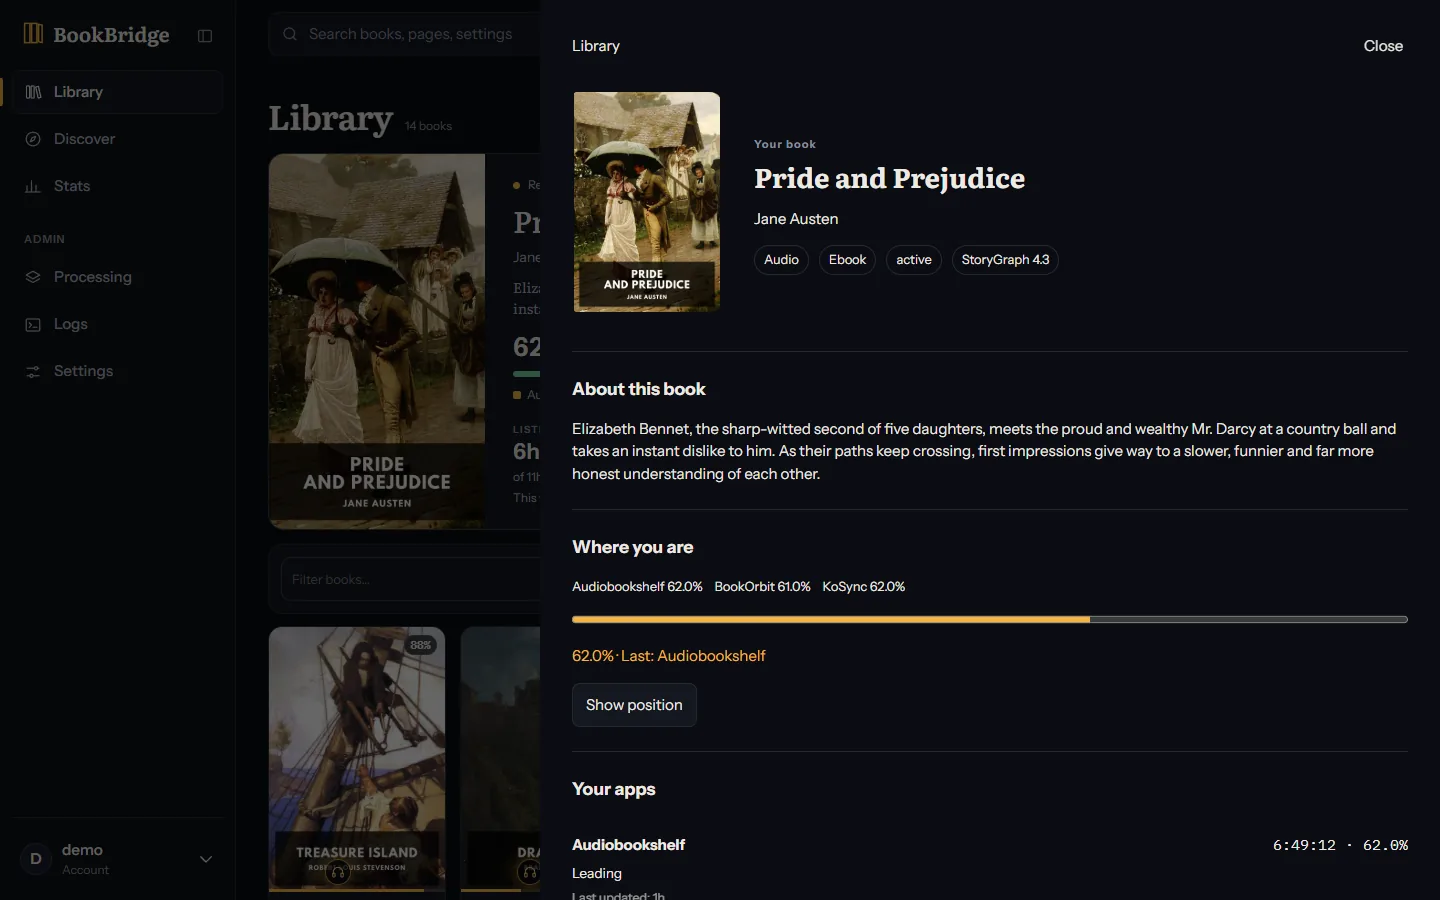 BookBridge
Library
Discover
Stats
ADMIN
Processing
Logs
Settings
demo
Account
D
Search books, pages, settings
Library 14 books
PRIDE
AND PREJUDICE
JANE AUSTEN
Jane
62
6h
Filter books...
88%
TREASURE ISLAND
ROBERT LOUIS STEVENSON
Library
Close
PRIDE
AND PREJUDICE
JANE AUSTEN
Your book
Pride and Prejudice
Jane Austen
Audio Ebook active StoryGraph 4.3
About this book
Elizabeth Bennet, the sharp-witted second of five daughters, meets the proud and wealthy Mr. Darcy at a country ball and
takes an instant dislike to him. As their paths keep crossing, first impressions give way to a slower, funnier and far more
honest understanding of each other.
Where you are
Audiobookshelf 62.0% BookOrbit 61.0% KoSync 62.0%
62.0% · Last: Audiobookshelf
Show position
Your apps
Audiobookshelf 6:49:12 · 62.0%
Leading
Last updated: 1h